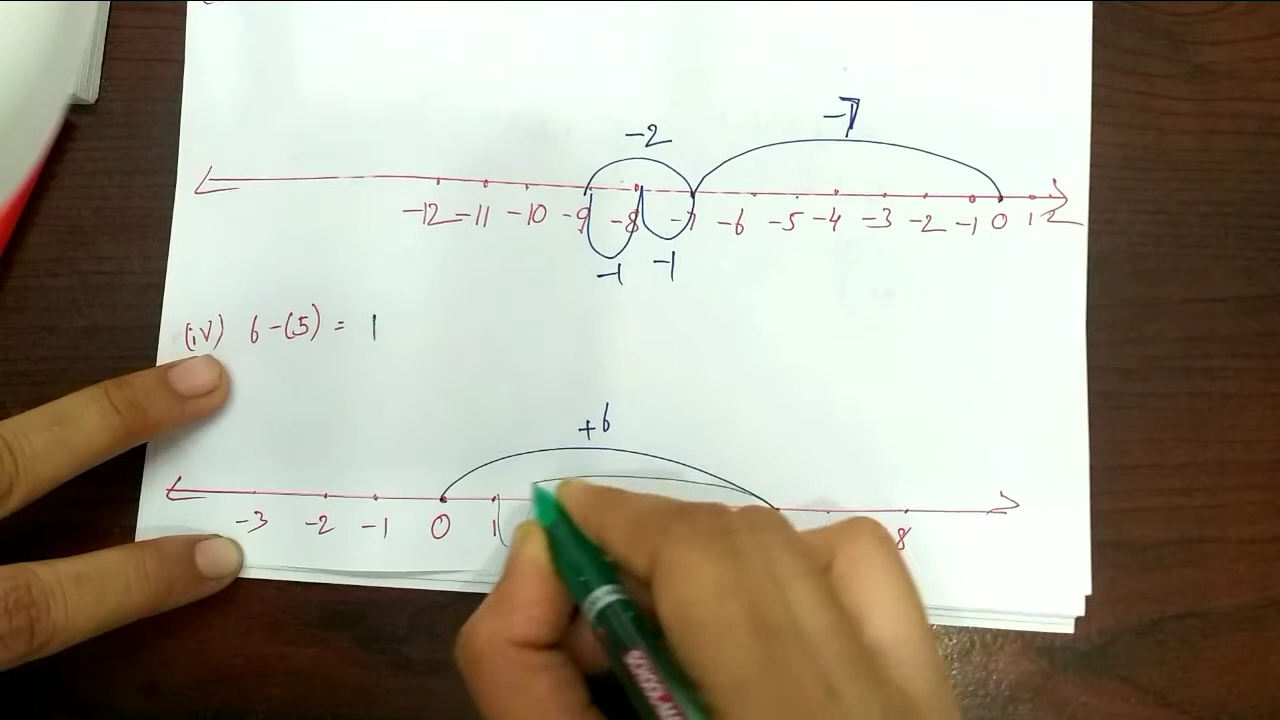 -7
-2
-12 -11 -10 -9 -8 -7 -6 -5 -4 -3 -2 -1 0 1 2
-1 -1
(iv) 6-(5) = 1
+6
-3 -2 -1 0 1 8